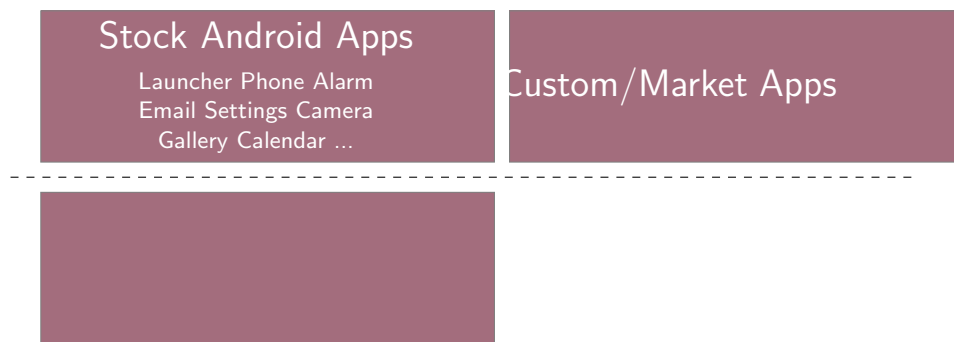 Stock Android Apps
Launcher Phone Alarm
Email Settings Camera
Gallery Calendar ...
Custom/Market Apps